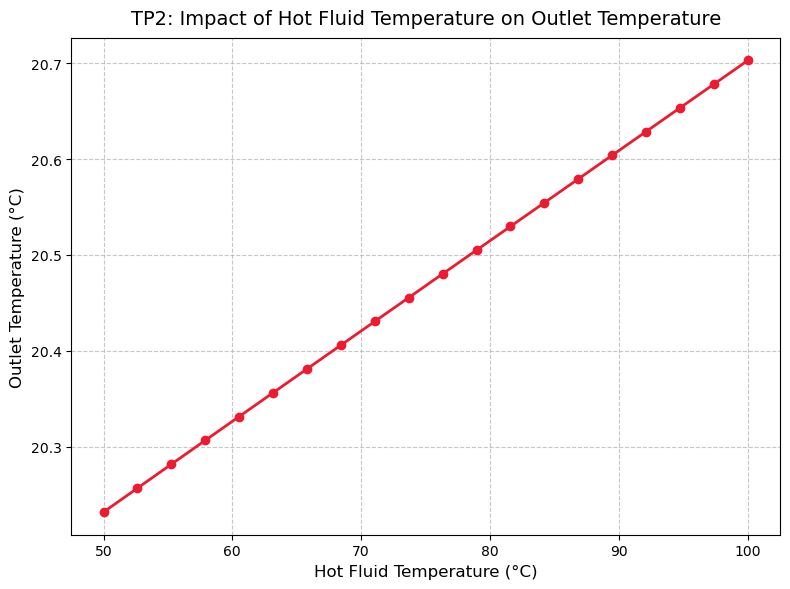 TP2: Impact of Hot Fluid Temperature on Outlet Temperature
Outlet Temperature (°C)
20.7
20.6
20.5
20.4
20.3
50 60 70 80 90 100
Hot Fluid Temperature (°C)